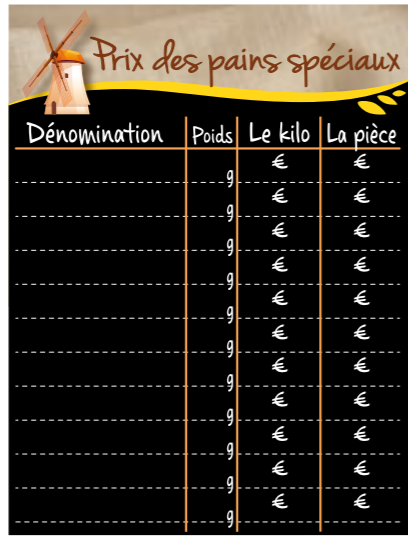 Prix des pains spéciaux
Dénomination Poids Le kilo La pièce
g € €
g € €
g € €
g € €
g € €
g € €
g € €
g € €
g € €
g € €
g € €